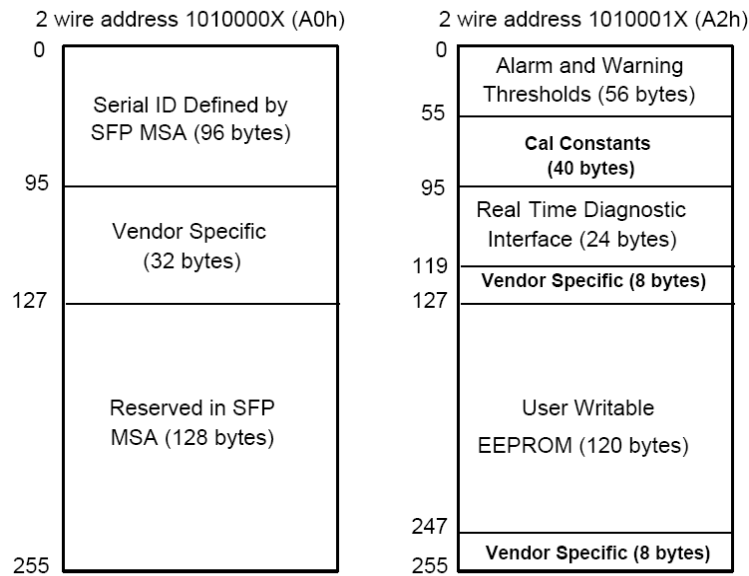 2 wire address 1010000X (A0h)
0
Serial ID Defined by
SFP MSA (96 bytes)
95
Vendor Specific
(32 bytes)
127
Reserved in SFP
MSA (128 bytes)
255
2 wire address 1010001X (A2h)
0
Alarm and Warning
Thresholds (56 bytes)
55
Cal Constants
(40 bytes)
95
Real Time Diagnostic
Interface (24 bytes)
119
Vendor Specific (8 bytes)
127
User Writable
EEPROM (120 bytes)
247
Vendor Specific (8 bytes)
255